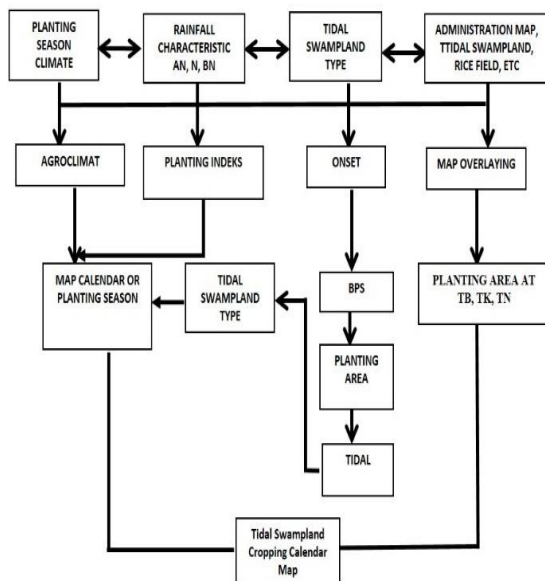 PLANTING
SEASON
CLIMATE
RAINFALL
CHARACTERISTIC
AN, N, BN
TIDAL
SWAMPLAND
TYPE
ADMINISTRATION MAP,
TTIDAL SWAMPLAND,
RICE FIELD, ETC
AGROCLIMAT
PLANTING INDEKS
ONSET
MAP OVERLAYING
MAP CALENDAR OR
PLANTING SEASON
TIDAL
SWAMPLAND
TYPE
BPS
PLANTING AREA AT
TB, TK, TN
PLANTING
AREA
TIDAL
Tidal Swampland
Cropping Calendar
Map